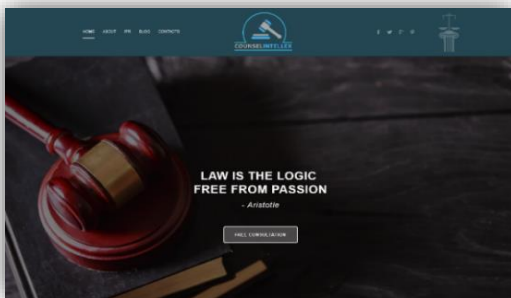 HOME ABOUT IPR BLOG CONTACTS
COUNSELINTELLEX
LAW IS THE LOGIC
FREE FROM PASSION
- Aristotle
FREE CONSULTATION